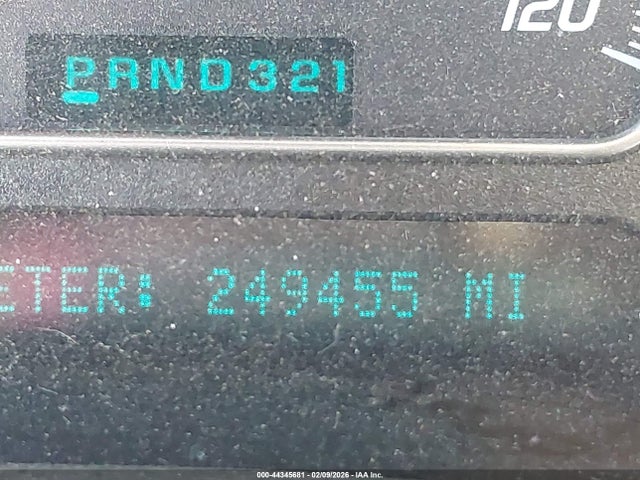 120
PRND321
ETER: 249455 MI
000-44345681 - 02/09/2026 - IAA Inc.